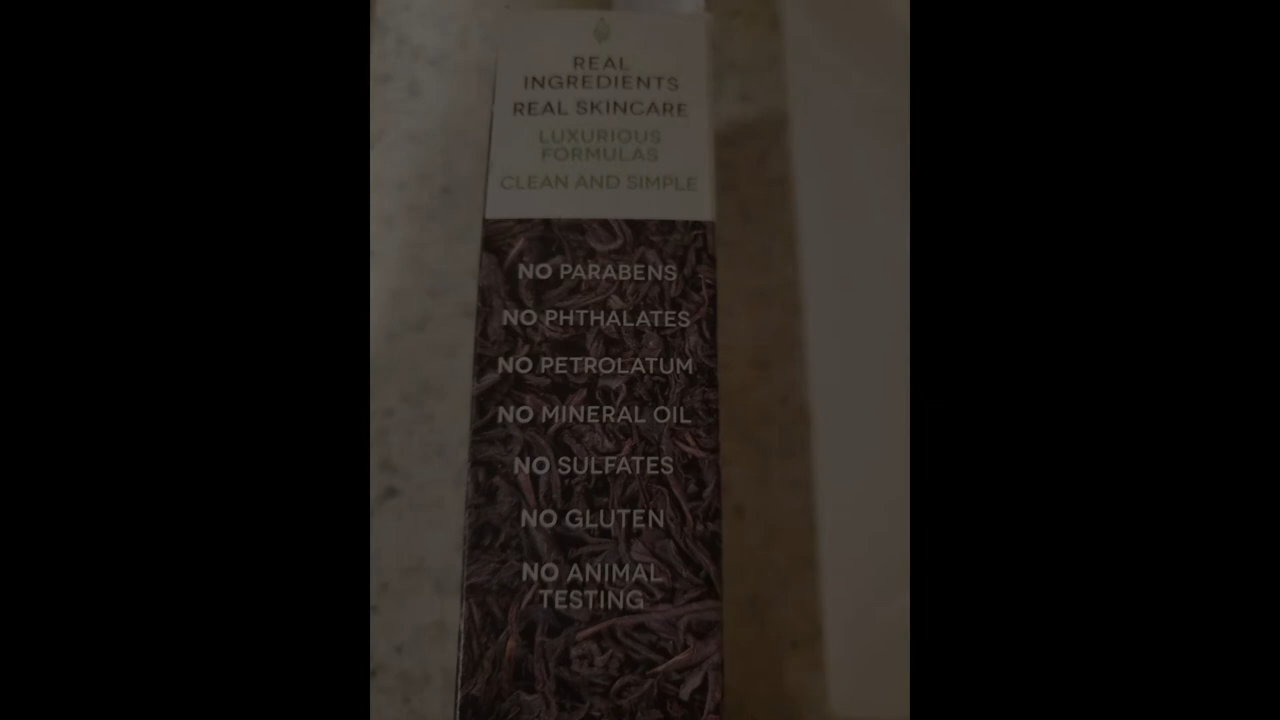 REAL
INGREDIENTS
REAL SKINCARE
LUXURIOUS
FORMULAS
CLEAN AND SIMPLE
NO PARABENS
NO PHTHALATES
NO PETROLATUM
NO MINERAL OIL
NO SULFATES
NO GLUTEN
NO ANIMAL
TESTING